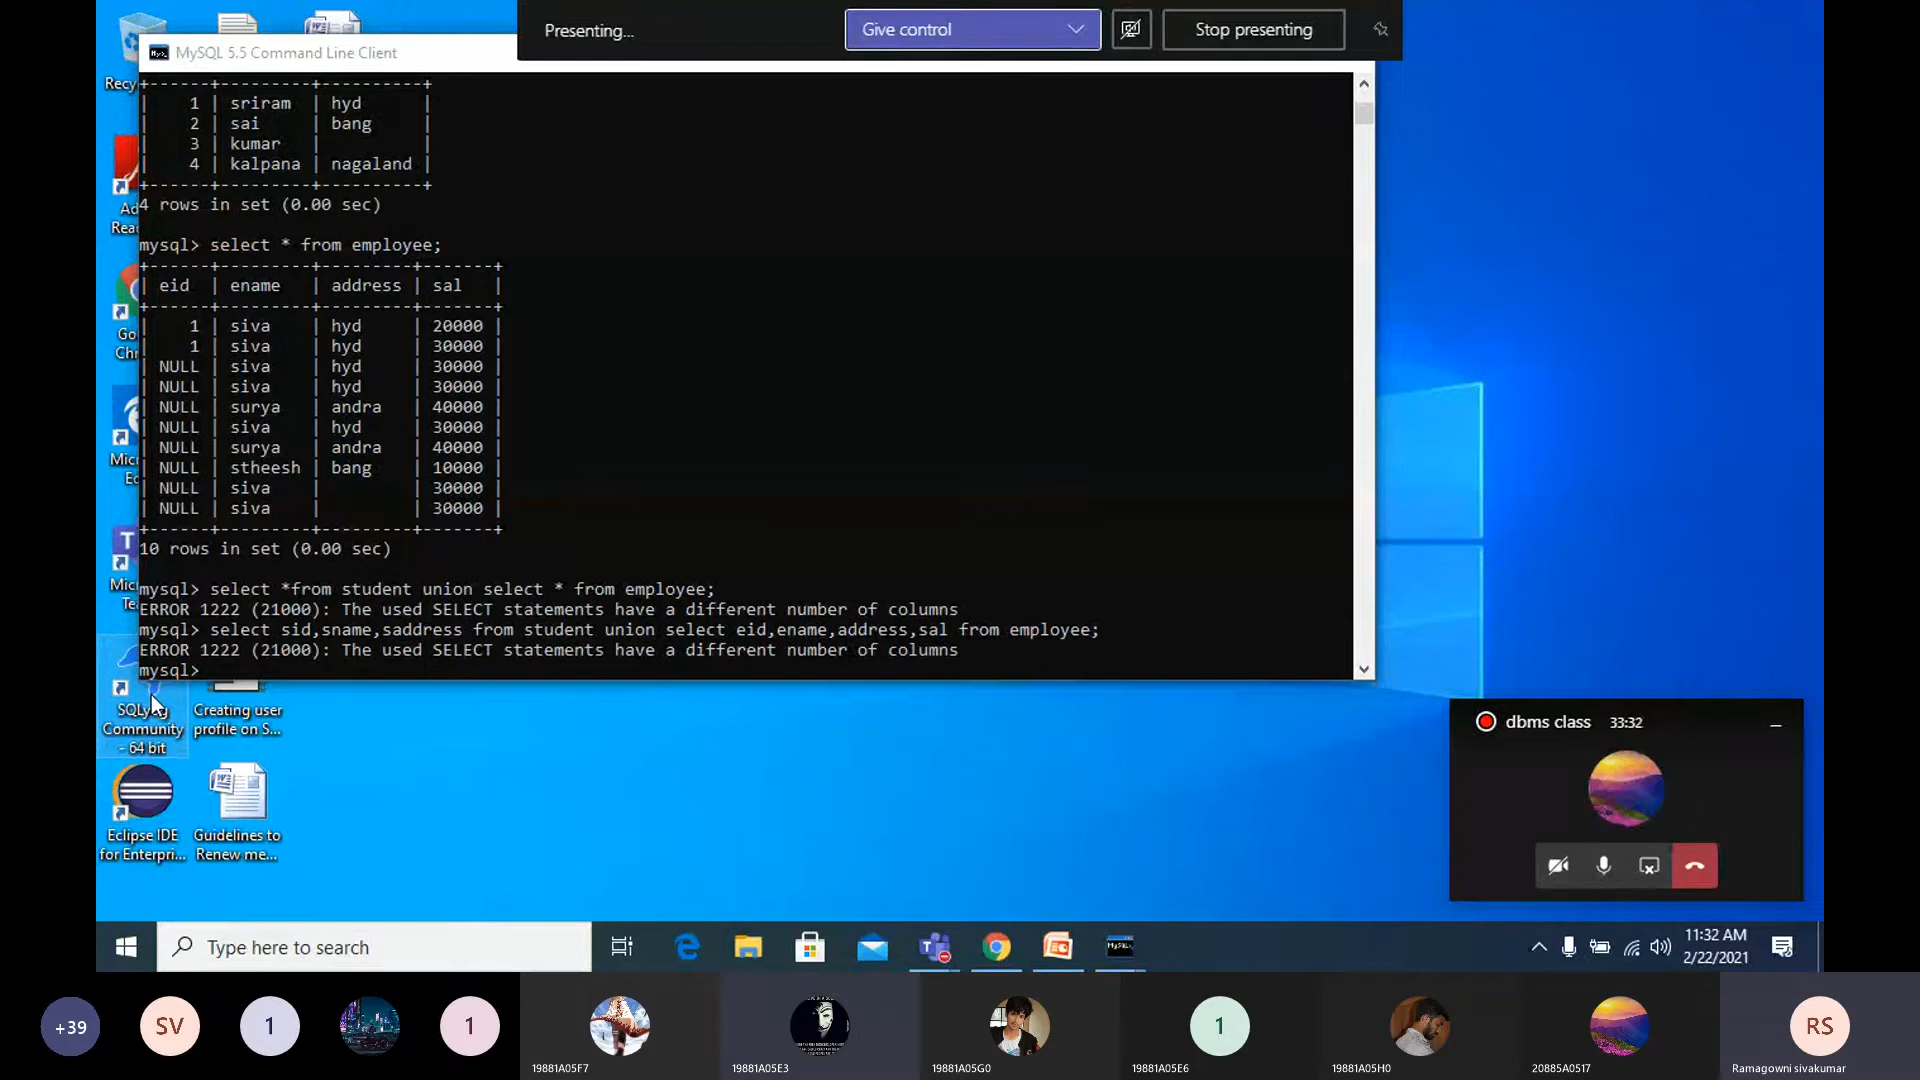 Presenting...
Give control
Stop presenting
MySQL 5.5 Command Line Client
+------+---------+----------+
| 1 | sriram | hyd |
| 2 | sai | bang |
| 3 | kumar | |
| 4 | kalpana | nagaland |
+------+---------+----------+
4 rows in set (0.00 sec)
mysql> select * from employee;
+------+---------+---------+-------+
| eid | ename | address | sal |
+------+---------+---------+-------+
| 1 | siva | hyd | 20000 |
| 1 | siva | hyd | 30000 |
| NULL | siva | hyd | 30000 |
| NULL | siva | hyd | 30000 |
| NULL | surya | andra | 40000 |
| NULL | siva | hyd | 30000 |
| NULL | surya | andra | 40000 |
| NULL | stheesh | bang | 10000 |
| NULL | siva | | 30000 |
| NULL | siva | | 30000 |
+------+---------+---------+-------+
10 rows in set (0.00 sec)
mysql> select *from student union select * from employee;
ERROR 1222 (21000): The used SELECT statements have a different number of columns
mysql> select sid,sname,saddress from student union select eid,ename,address,sal from employee;
ERROR 1222 (21000): The used SELECT statements have a different number of columns
mysql>
Recy
Ad
Rea
Go
Chr
Mic
Ed
Mic
Te
Community
- 64 bit
Creating user
profile on S...
Eclipse IDE
for Enterpri...
Guidelines to
Renew me...
dbms class 33:32
Type here to search
11:32 AM
2/22/2021
+39
SV
1
1
19881A05F7
19881A05E3
19881A05G0
1
19881A05E6
19881A05H0
20885A0517
RS
Ramagowni sivakumar